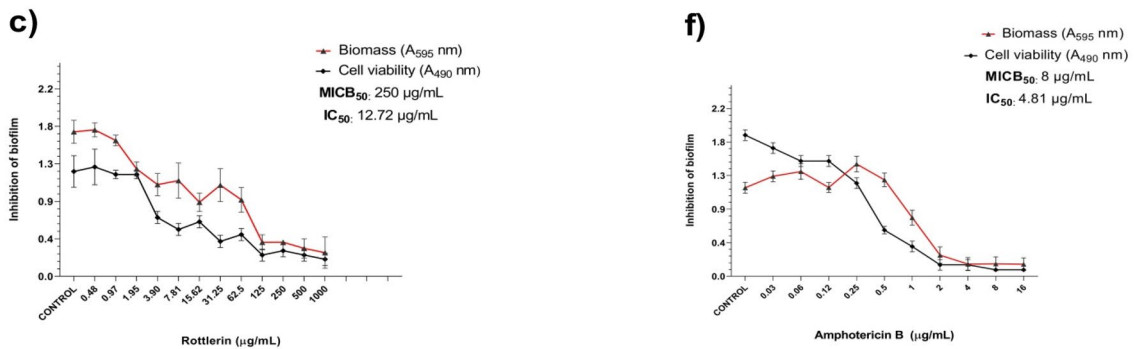 c)
Biomass (A595 nm)
Cell viability (A490 nm)
MICB50: 250 µg/mL
IC50: 12.72 µg/mL
Inhibition of biofilm
2.2
1.8
1.3
0.9
0.4
0.0
CONTROL 0.48 0.97 1.95 3.90 7.81 15.62 31.25 62.5 125 250 500 1000
Rottlerin (µg/mL)
f)
Biomass (A595 nm)
Cell viability (A490 nm)
MICB50: 8 µg/mL
IC50: 4.81 µg/mL
Inhibition of biofilm
2.2
1.8
1.3
0.9
0.4
0.0
CONTROL 0.03 0.06 0.12 0.25 0.5 1 2 4 8 16
Amphotericin B (µg/mL)